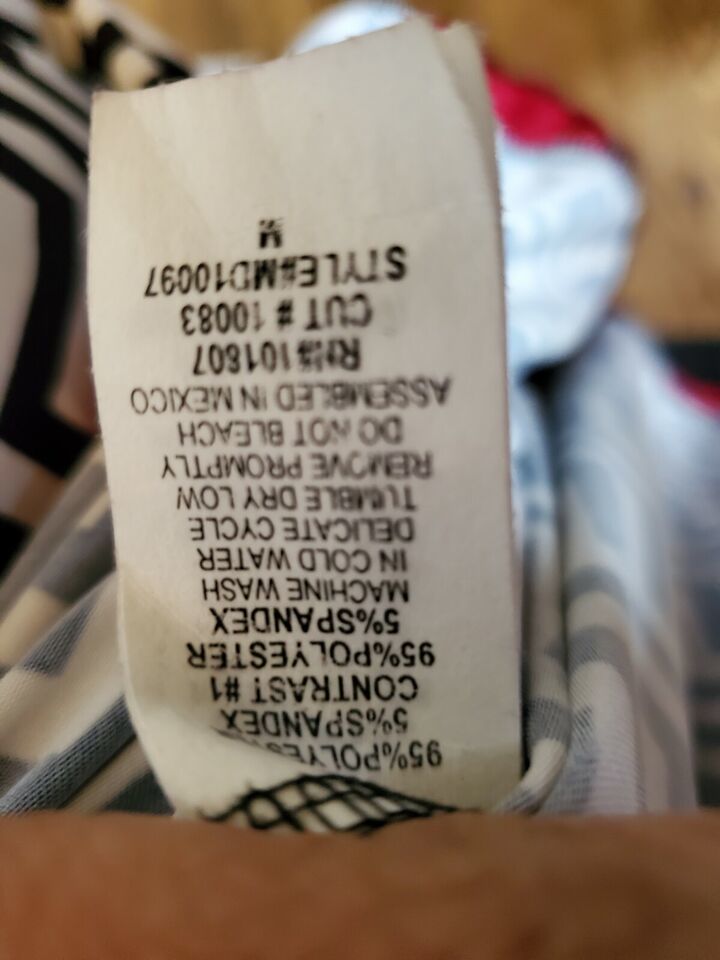 95%POLYESTER
5%SPANDEX
CONTRAST #1
95%POLYESTER
5%SPANDEX
MACHINE WASH
IN COLD WATER
DELICATE CYCLE
TUMBLE DRY LOW
REMOVE PROMPTLY
DO NOT BLEACH
ASSEMBLED IN MEXICO
RN#101807
CUT # 10083
STYLE#MD10097
M